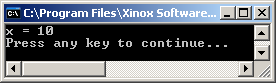 C:\Program Files\Xinox Software...
x = 10
Press any key to continue...